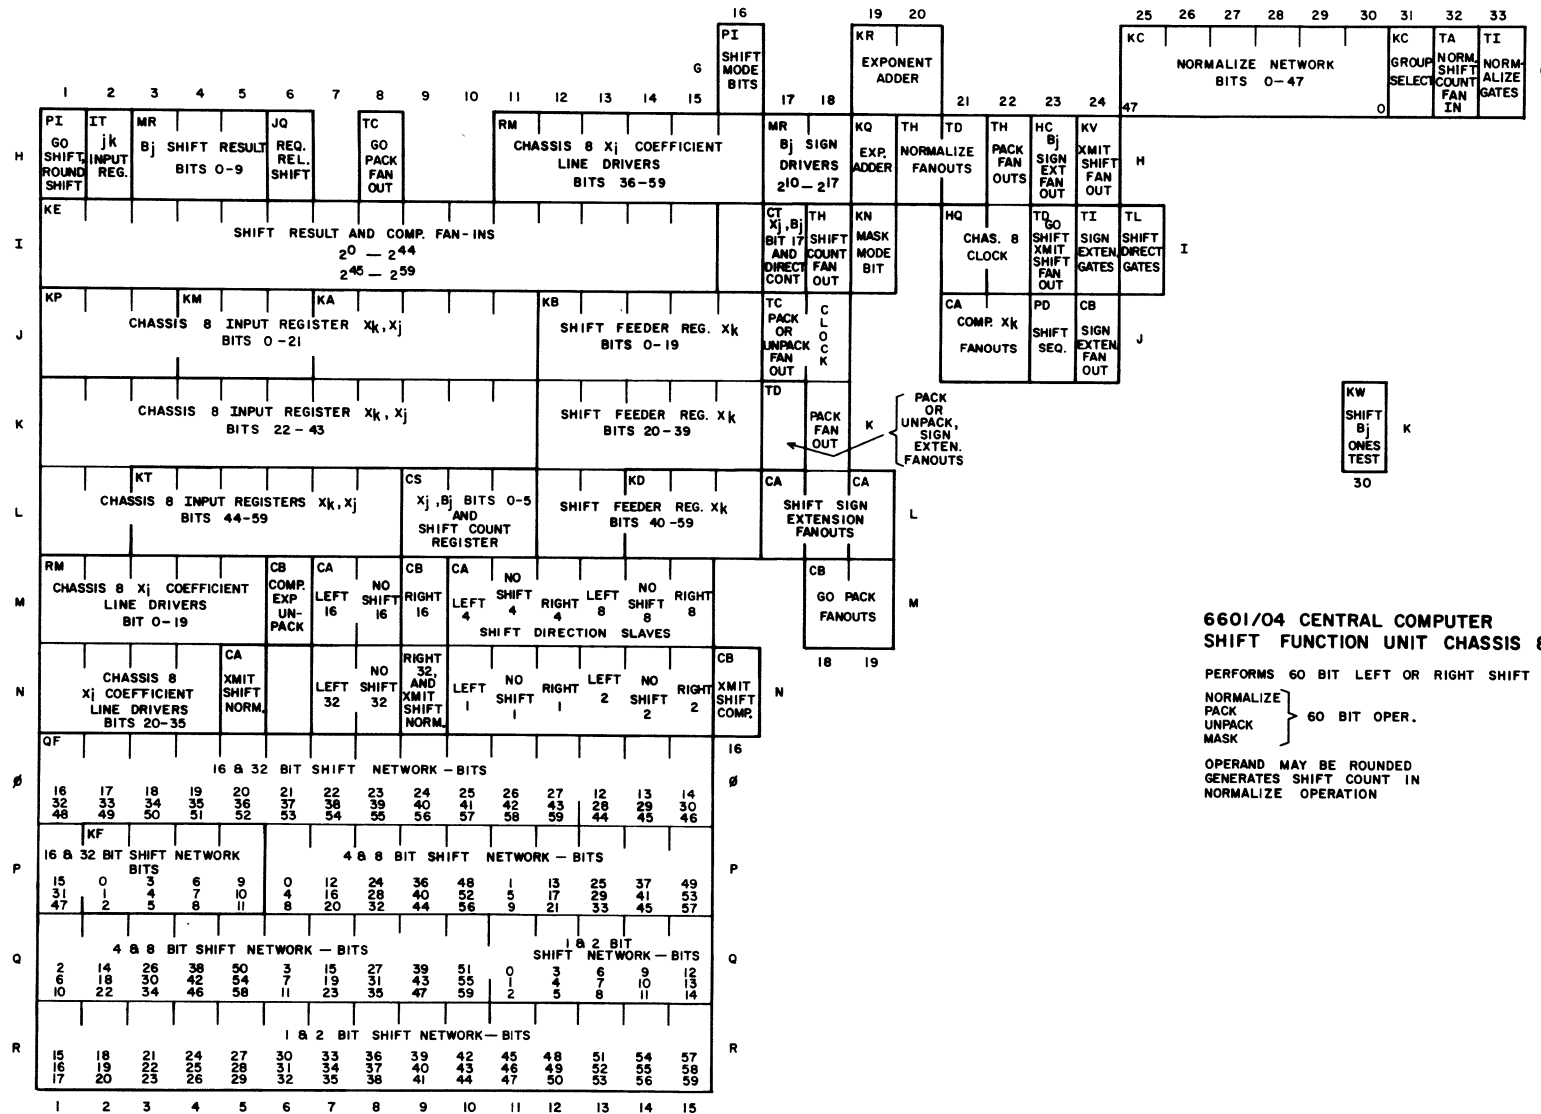 16
19 20
25 26 27 28 29 30 31 32 33
PI
SHIFT
MODE
BITS
G
KR
EXPONENT
ADDER
KC
NORMALIZE NETWORK
BITS 0-47
47
0
KC
GROUP
SELECT
TA
NORM.
SHIFT
COUNT
FAN
IN
TI
NORM-
ALIZE
GATES
1 2 3 4 5 6 7 8 9 10 11 12 13 14 15
17 18
21 22 23 24
H
PI
GO
SHIFT,
ROUND
SHIFT
IT
jk
INPUT
REG.
MR
Bj SHIFT RESULT
BITS 0-9
JQ
REQ.
REL.
SHIFT
TC
GO
PACK
FAN
OUT
RM
CHASSIS 8 Xi COEFFICIENT
LINE DRIVERS
BITS 36-59
MR
Bj SIGN
DRIVERS
2^10 — 2^17
KQ
EXP.
ADDER
TH TD
NORMALIZE
FANOUTS
TH
PACK
FAN
OUTS
HC
Bj
SIGN
EXT
FAN
OUT
KV
XMIT
SHIFT
FAN
OUT
H
I
KE
SHIFT RESULT AND COMP. FAN-INS
2^0 — 2^44
2^45 — 2^59
CT
Xj, Bj
BIT 17
AND
DIRECT
CONT
TH
SHIFT
COUNT
FAN
OUT
KN
MASK
MODE
BIT
HQ
CHAS. 8
CLOCK
TD
GO
SHIFT
XMIT
SHIFT
FAN
OUT
TI
SIGN
EXTEN.
GATES
TL
SHIFT
DIRECT
GATES
I
J
KP KM KA
CHASSIS 8 INPUT REGISTER Xk, Xj
BITS 0-21
KB
SHIFT FEEDER REG. Xk
BITS 0-19
TC
PACK
OR
UNPACK
FAN
OUT
C
L
O
C
K
CA
COMP. Xk
FANOUTS
PD
SHIFT
SEQ.
CB
SIGN
EXTEN.
FAN
OUT
J
K
CHASSIS 8 INPUT REGISTER Xk, Xj
BITS 22-43
SHIFT FEEDER REG. Xk
BITS 20-39
TD
PACK
FAN
OUT
K
PACK
OR
UNPACK,
SIGN
EXTEN.
FANOUTS
KW
SHIFT
Bj
ONES
TEST
K
30
L
KT
CHASSIS 8 INPUT REGISTERS Xk, Xj
BITS 44-59
CS
Xj, Bj BITS 0-5
AND
SHIFT COUNT
REGISTER
KD
SHIFT FEEDER REG. Xk
BITS 40-59
CA CA
SHIFT SIGN
EXTENSION
FANOUTS
L
M
RM
CHASSIS 8 Xi COEFFICIENT
LINE DRIVERS
BIT 0-19
CB
COMP.
EXP
UN-
PACK
CA
LEFT
16
NO
SHIFT
16
CB
RIGHT
16
CA
LEFT
4
NO
SHIFT
4
RIGHT
4
LEFT
8
NO
SHIFT
8
RIGHT
8
SHIFT DIRECTION SLAVES
CB
GO PACK
FANOUTS
M
18 19
N
CHASSIS 8
Xi COEFFICIENT
LINE DRIVERS
BITS 20-35
CA
XMIT
SHIFT
NORM.
LEFT
32
NO
SHIFT
32
RIGHT
32,
AND
XMIT
SHIFT
NORM.
LEFT
1
NO
SHIFT
1
RIGHT
1
LEFT
2
NO
SHIFT
2
RIGHT
2
CB
XMIT
SHIFT
COMP.
N
16
6601/04 CENTRAL COMPUTER
SHIFT FUNCTION UNIT CHASSIS 8
PERFORMS 60 BIT LEFT OR RIGHT SHIFT
NORMALIZE
PACK
UNPACK
MASK
60 BIT OPER.
OPERAND MAY BE ROUNDED
GENERATES SHIFT COUNT IN
NORMALIZE OPERATION
Ø
QF
16 & 32 BIT SHIFT NETWORK-BITS
16 17 18 19 20 21 22 23 24 25 26 27 12 13 14
32 33 34 35 36 37 38 39 40 41 42 43 28 29 30
48 49 50 51 52 53 54 55 56 57 58 59 44 45 46
Ø
P
KF
16 & 32 BIT SHIFT NETWORK
BITS
4 & 8 BIT SHIFT NETWORK — BITS
15 0 3 6 9 0 12 24 36 48 1 13 25 37 49
31 1 4 7 10 4 16 28 40 52 5 17 29 41 53
47 2 5 8 11 8 20 32 44 56 9 21 33 45 57
P
Q
4 & 8 BIT SHIFT NETWORK — BITS
1 & 2 BIT
SHIFT NETWORK — BITS
2 14 26 38 50 3 15 27 39 51 0 3 6 9 12
6 18 30 42 54 7 19 31 43 55 1 4 7 10 13
10 22 34 46 58 11 23 35 47 59 2 5 8 11 14
Q
R
1 & 2 BIT SHIFT NETWORK — BITS
15 18 21 24 27 30 33 36 39 42 45 48 51 54 57
16 19 22 25 28 31 34 37 40 43 46 49 52 55 58
17 20 23 26 29 32 35 38 41 44 47 50 53 56 59
R
1 2 3 4 5 6 7 8 9 10 11 12 13 14 15